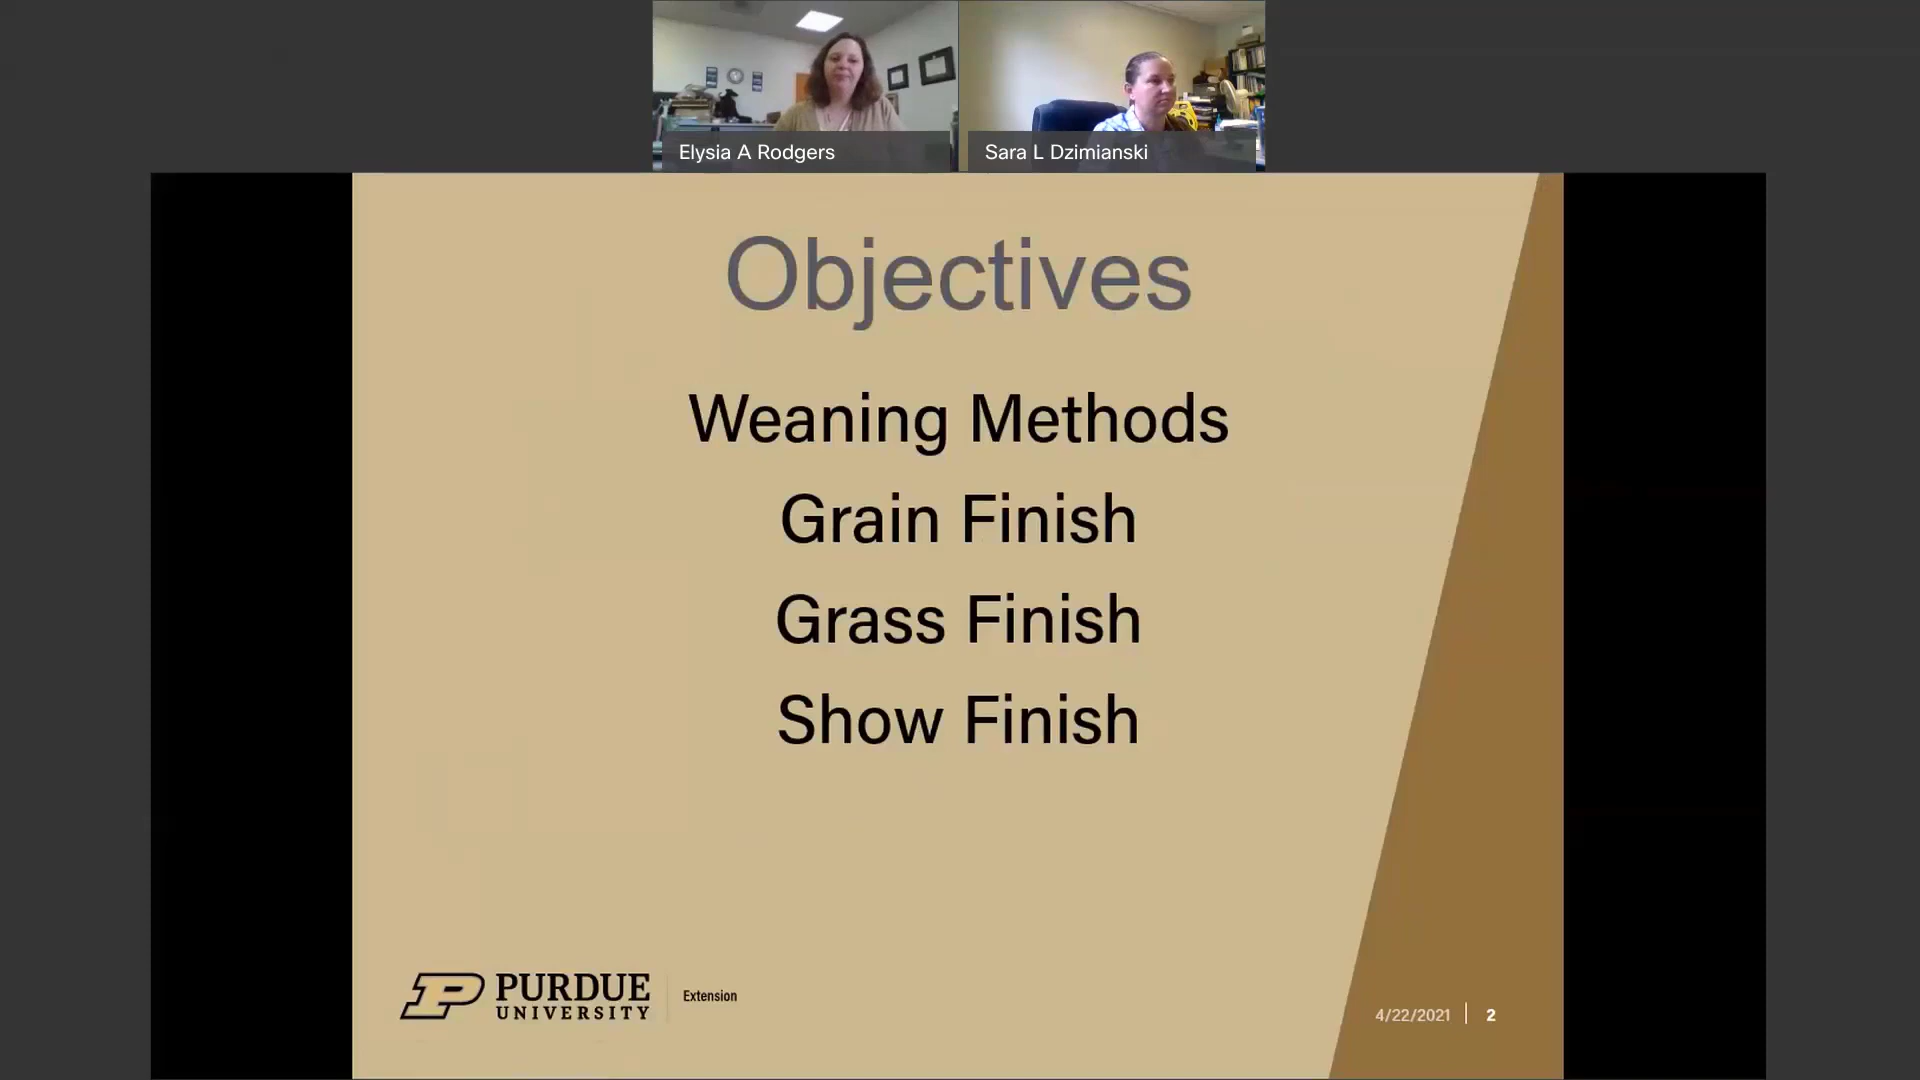 Elysia A Rodgers
Sara L Dzimianski
Objectives
Weaning Methods
Grain Finish
Grass Finish
Show Finish
PURDUE
UNIVERSITY
Extension
4/22/2021
2